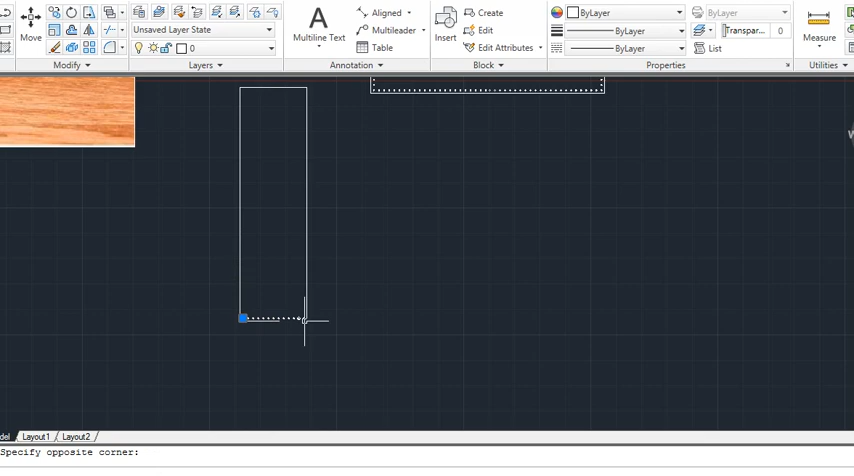 Move
Multiline Text
Aligned
Multileader
Table
Insert
Create
Edit
Edit Attributes
ByLayer
ByLayer
ByLayer
ByLayer
Transpar...
0
List
Measure
Unsaved Layer State
0
Modify
Layers
Annotation
Block
Properties
Utilities
W
del
Layout1
Layout2
Specify opposite corner: